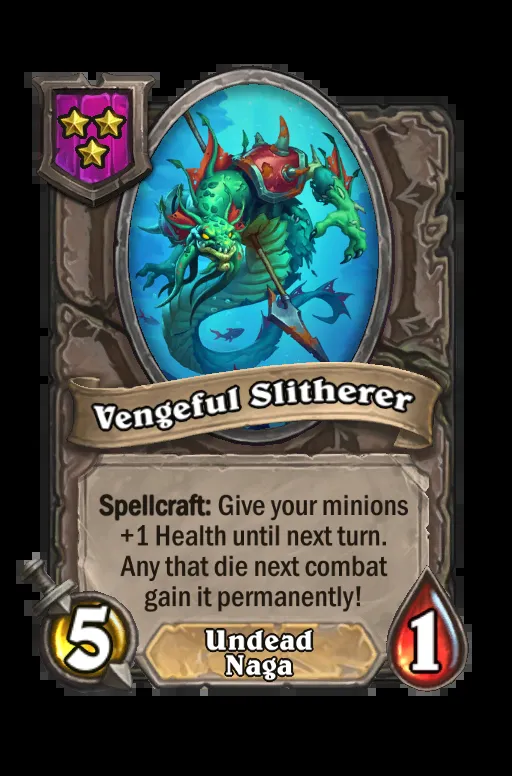 Vengeful Slitherer
Spellcraft: Give your minions
+1 Health until next turn.
Any that die next combat
gain it permanently!
5
Undead
Naga
1